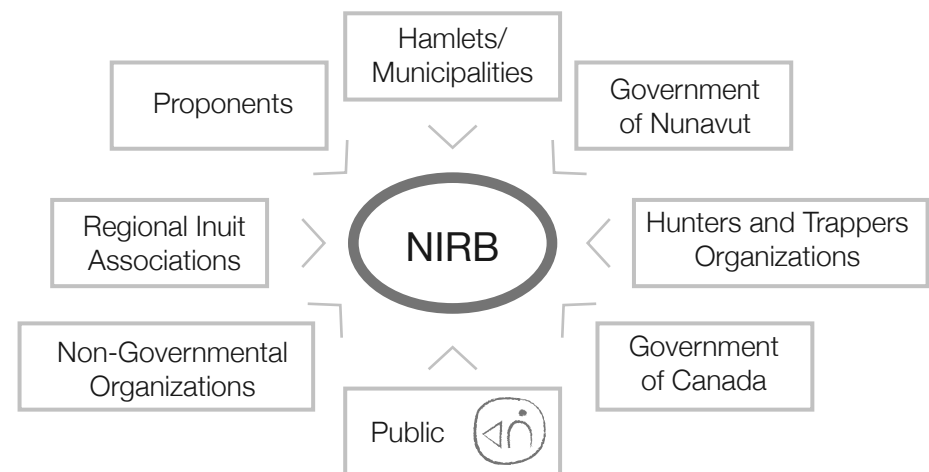 Hamlets/
Municipalities
Proponents
Government
of Nunavut
Regional Inuit
Associations
NIRB
Hunters and Trappers
Organizations
Non-Governmental
Organizations
Government
of Canada
Public ᐊᑏ